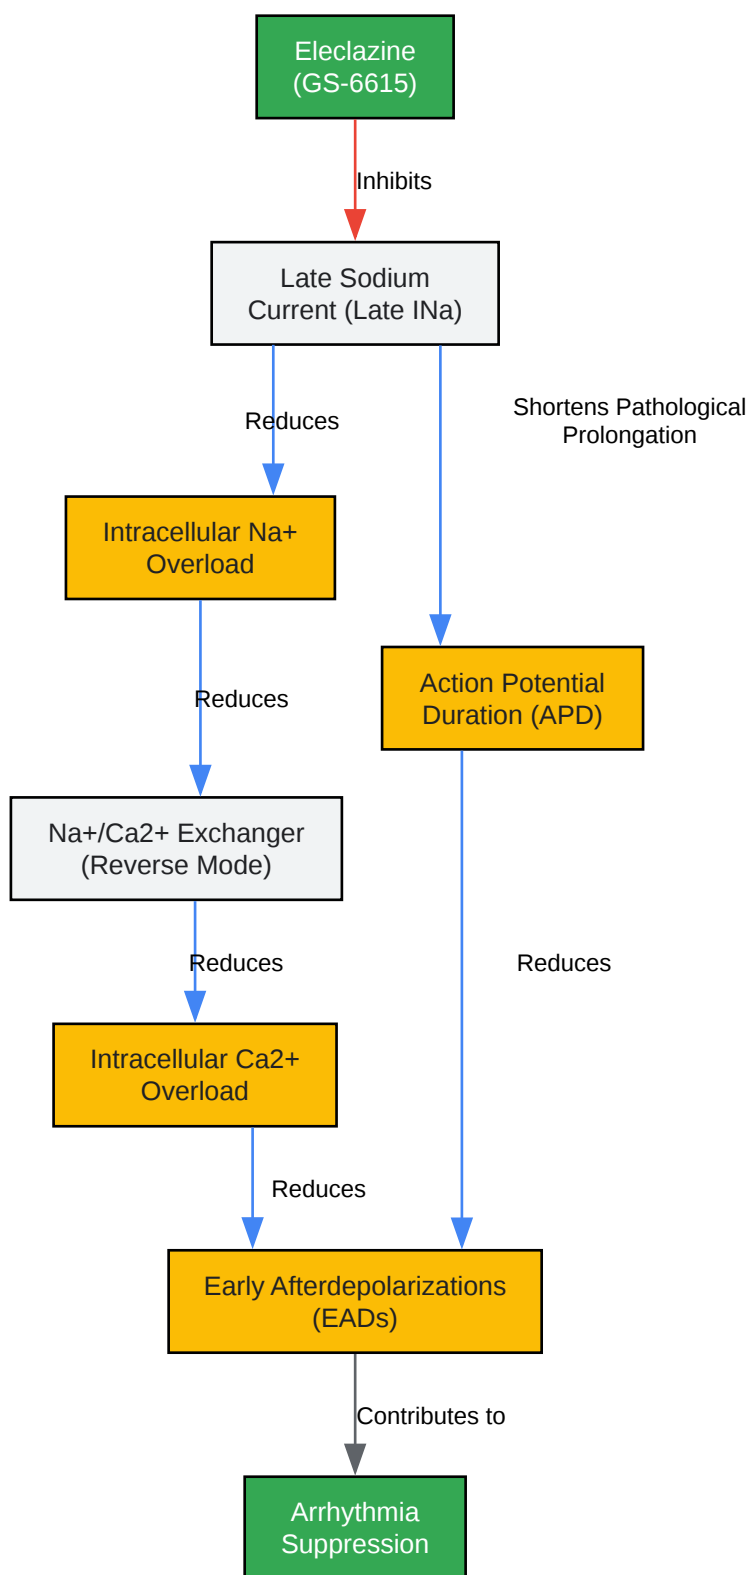 Eleclazine
(GS-6615)
Inhibits
Late Sodium
Current (Late INa)
Reduces
Shortens Pathological
Prolongation
Intracellular Na+
Overload
Reduces
Action Potential
Duration (APD)
Na+/Ca2+ Exchanger
(Reverse Mode)
Reduces
Reduces
Intracellular Ca2+
Overload
Reduces
Early Afterdepolarizations
(EADs)
Contributes to
Arrhythmia
Suppression